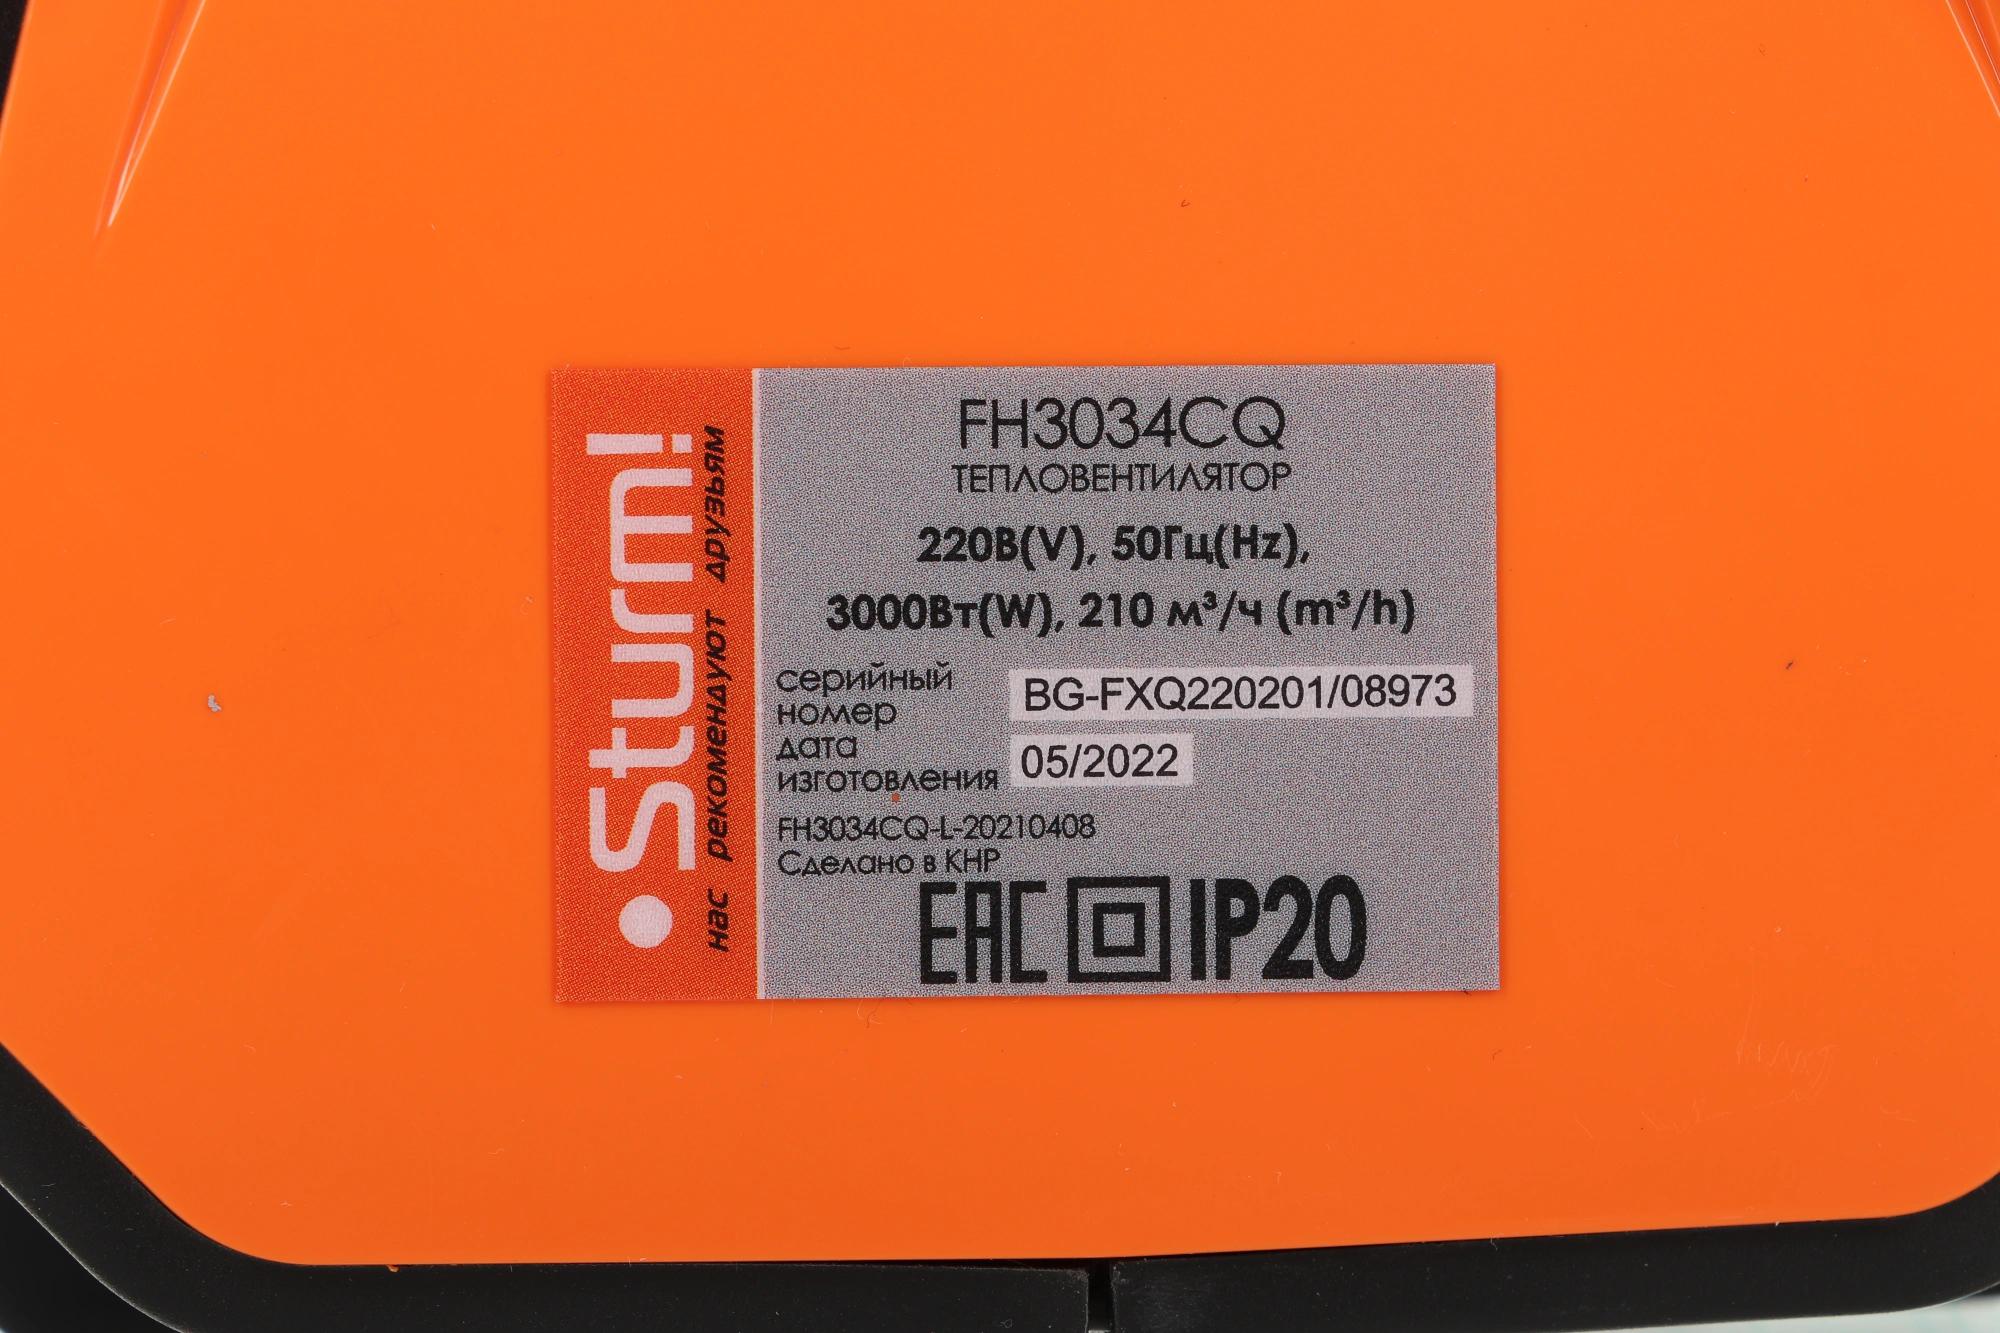 Sturm!
нас рекомендуют друзьям
FH3034CQ
ТЕПЛОВЕНТИЛЯТОР
220В(V), 50Гц(Hz),
3000Вт(W), 210 м³/ч (m³/h)
серийный
номер BG-FXQ220201/08973
дата
изготовления 05/2022
FH3034CQ-L-20210408
Сделано в КНР
EAC IP20